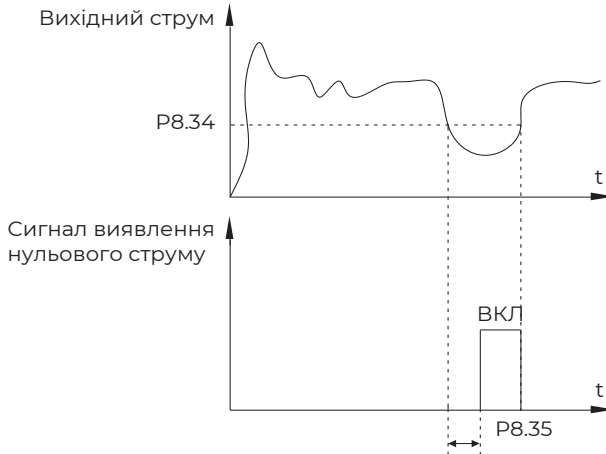 Вихідний струм
P8.34
t
Сигнал виявлення
нульового струму
ВКЛ
t
P8.35